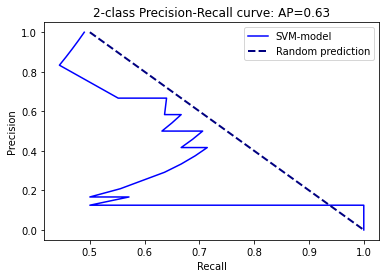 2-class Precision-Recall curve: AP=0.63
SVM-model
Random prediction
1.0
0.8
0.6
0.4
0.2
0.0
Precision
0.5 0.6 0.7 0.8 0.9 1.0
Recall